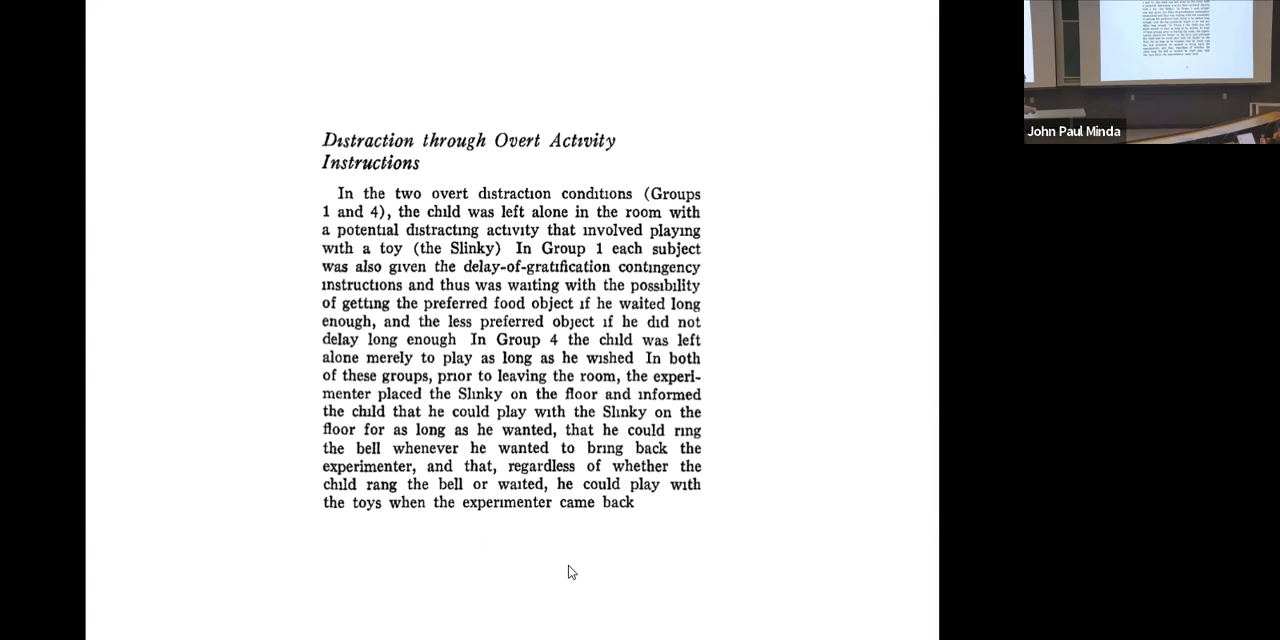 Distraction through Overt Activity
Instructions
In the two overt distraction conditions (Groups
1 and 4), the child was left alone in the room with
a potential distracting activity that involved playing
with a toy (the Slinky) In Group 1 each subject
was also given the delay-of-gratification contingency
instructions and thus was waiting with the possibility
of getting the preferred food object if he waited long
enough, and the less preferred object if he did not
delay long enough In Group 4 the child was left
alone merely to play as long as he wished In both
of these groups, prior to leaving the room, the experi-
menter placed the Slinky on the floor and informed
the child that he could play with the Slinky on the
floor for as long as he wanted, that he could ring
the bell whenever he wanted to bring back the
experimenter, and that, regardless of whether the
child rang the bell or waited, he could play with
the toys when the experimenter came back
John Paul Minda